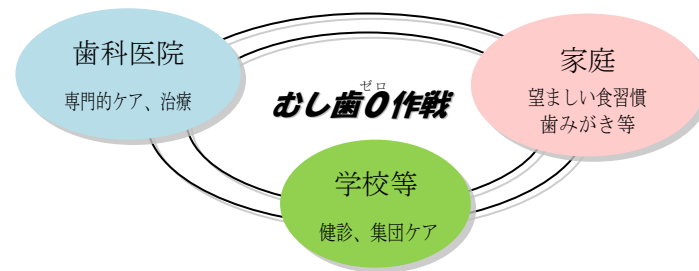 歯科医院
専門的ケア、治療
家庭
望ましい食習慣
歯みがき等
ゼロ
むし歯0作戦
学校等
健診、集団ケア